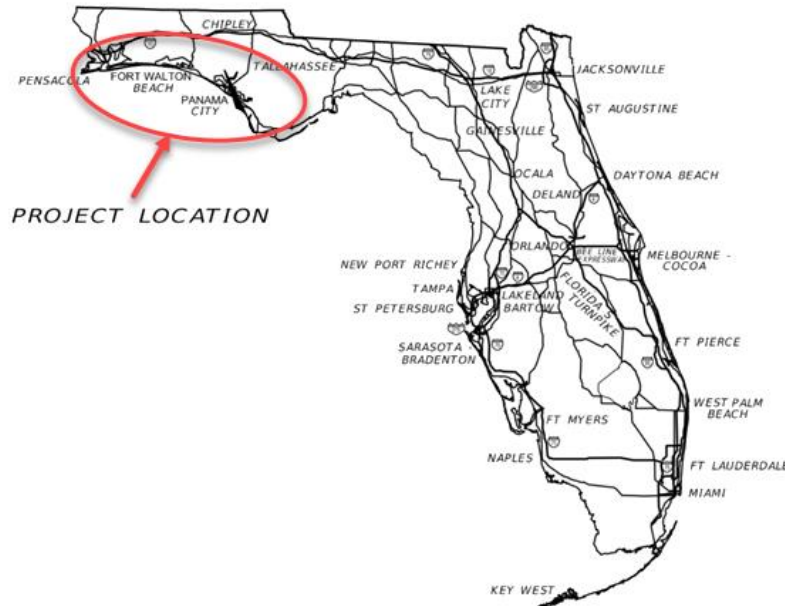 CHIPLEY
PENSACOLA
FORT WALTON
BEACH
PANAMA
CITY
TALLAHASSEE
LAKE
CITY
JACKSONVILLE
ST AUGUSTINE
GAINESVILLE
OCALA
DELAND
DAYTONA BEACH
PROJECT LOCATION
ORLANDO
BEE LINE
EXPRESSWAY
MELBOURNE -
COCOA
NEW PORT RICHEY
TAMPA
ST PETERSBURG
LAKELAND
BARTOW
FLORIDA'S
TURNPIKE
SARASOTA -
BRADENTON
FT PIERCE
WEST PALM
BEACH
FT MYERS
NAPLES
FT LAUDERDALE
MIAMI
KEY WEST